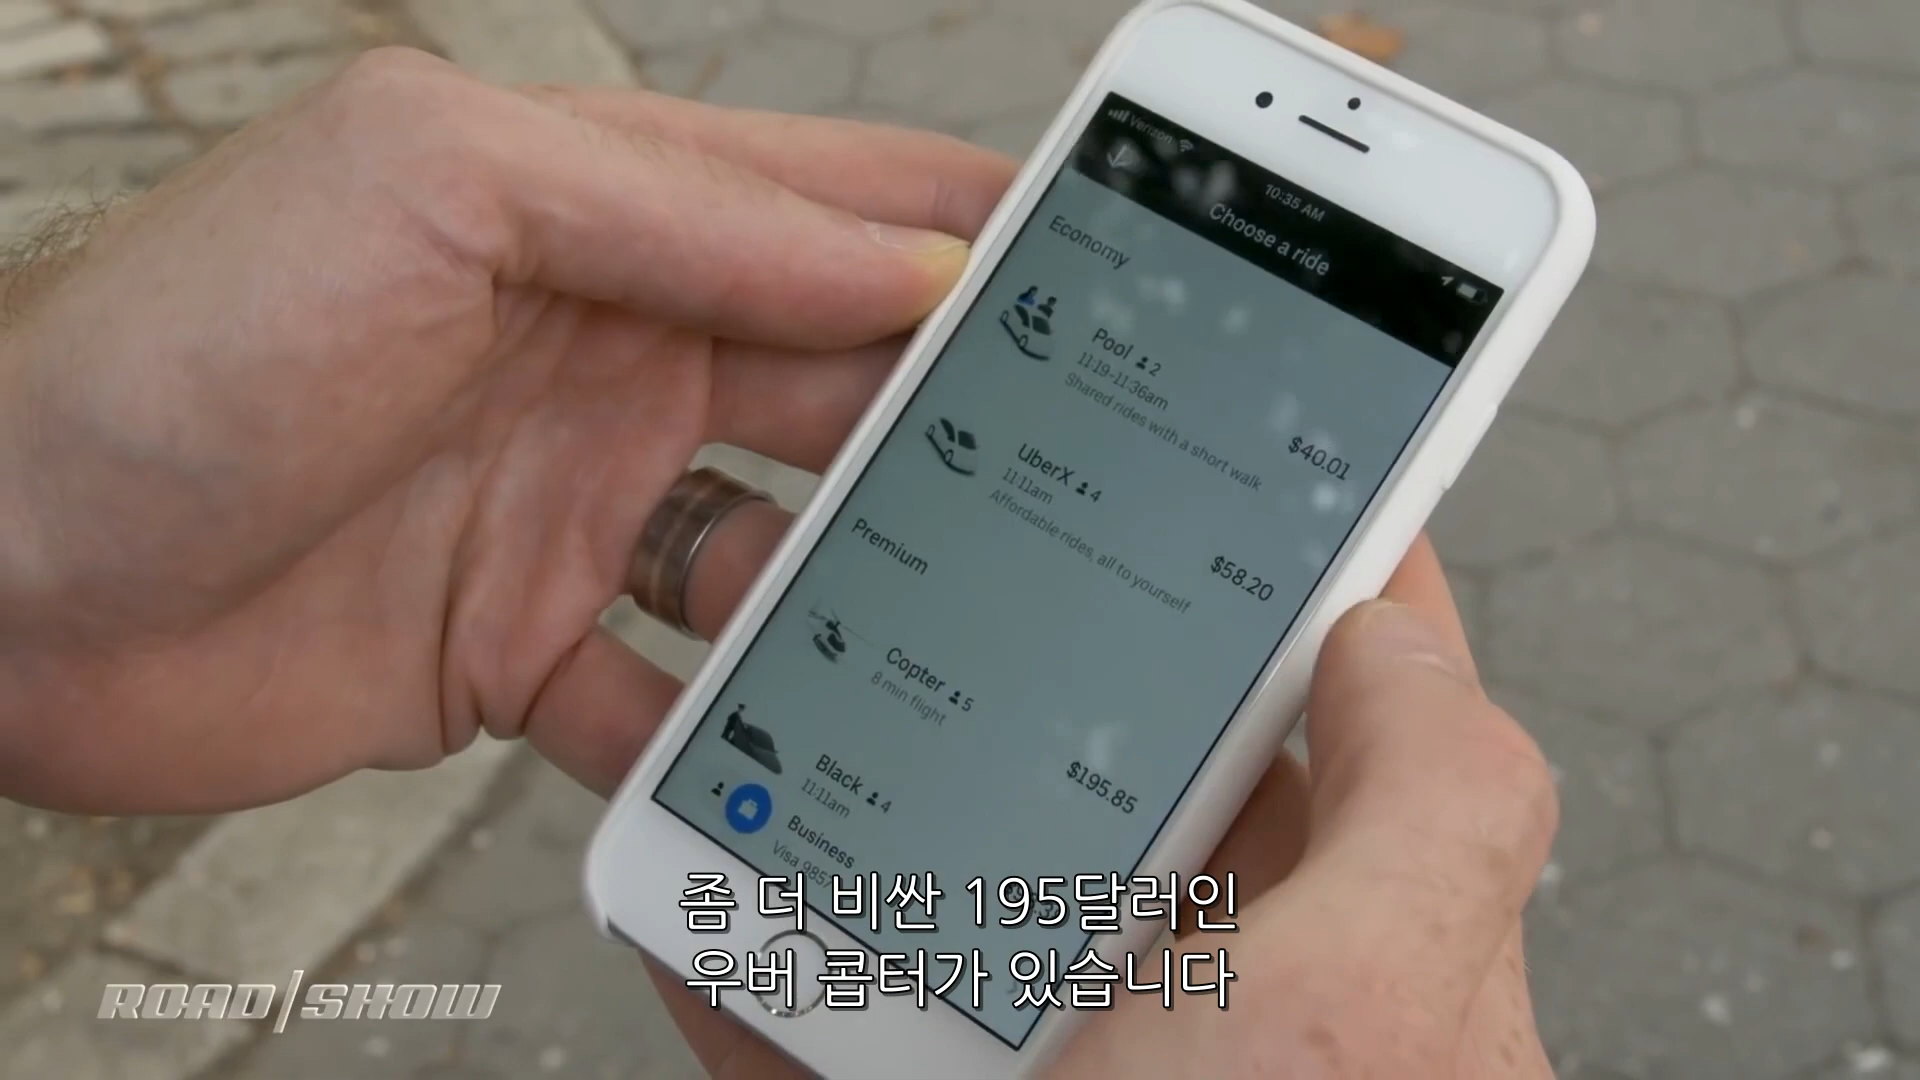 Verizon
10:35 AM
Choose a ride
Economy
Pool 2
11:19-11:36am
Shared rides with a short walk
$40.01
UberX 4
11:11am
Affordable rides, all to yourself
$58.20
Premium
Copter 5
8 min flight
$195.85
Black 4
11:11am
Business
Visa 985
좀 더 비싼 195달러인
우버 콥터가 있습니다
ROAD/SHOW